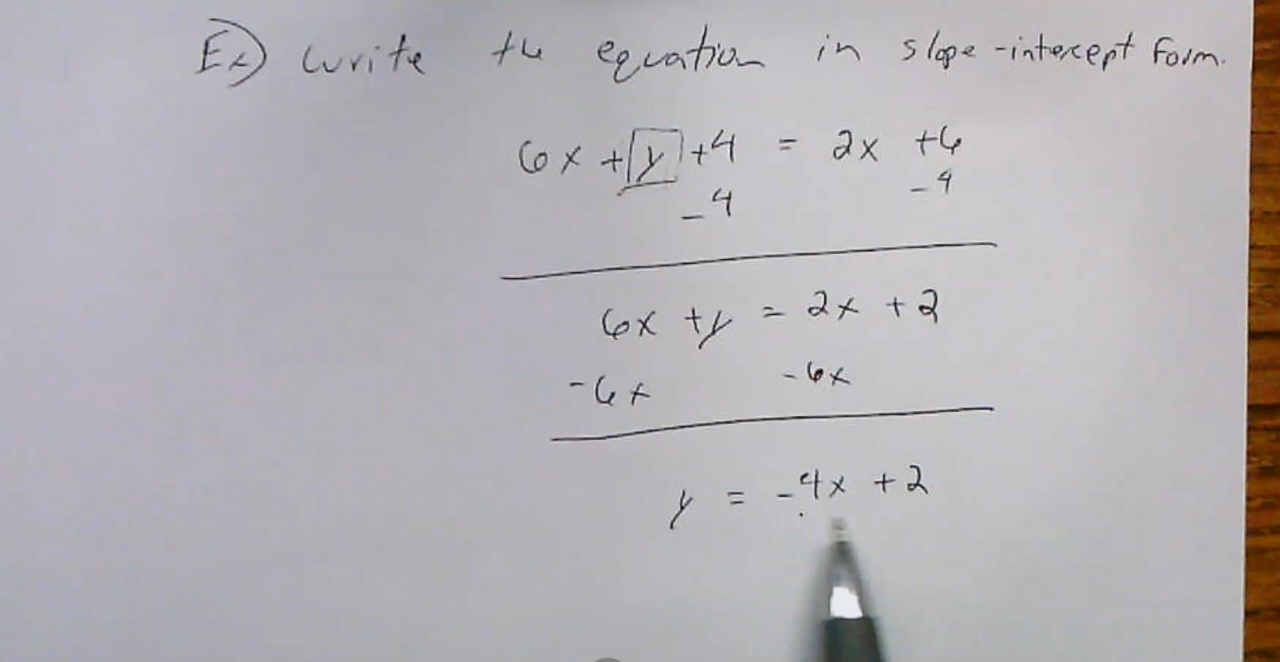 Ex) Write the equation in slope-intercept form.
6x + y + 4 = 2x + 6
- 4 - 4
6x + y = 2x + 2
-6x -6x
y = -4x + 2